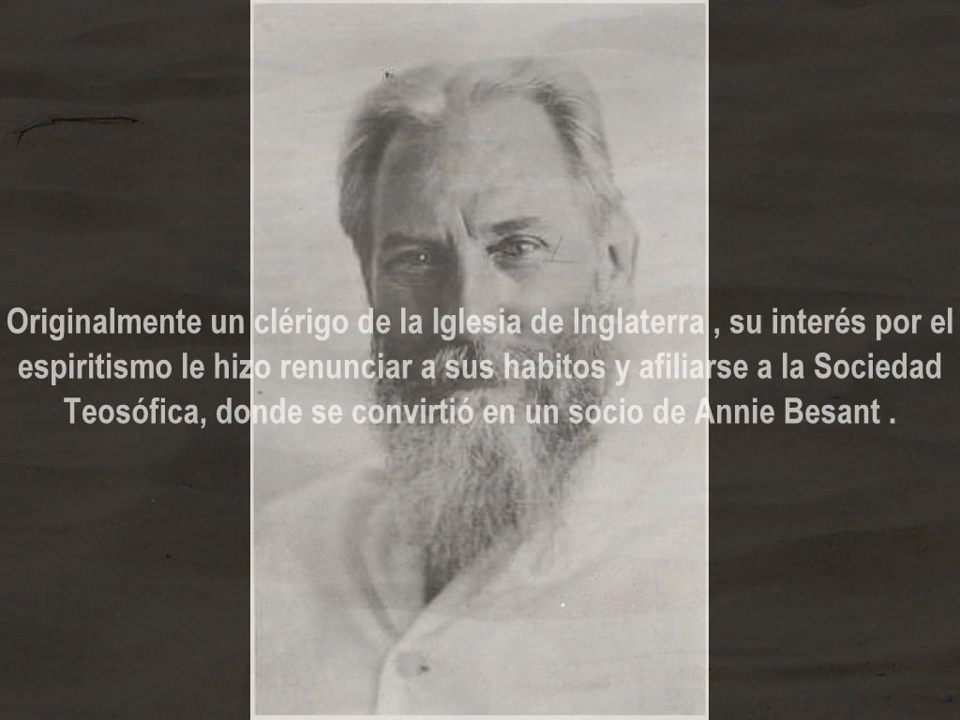 Originalmente un clérigo de la Iglesia de Inglaterra , su interés por el
espiritismo le hizo renunciar a sus habitos y afiliarse a la Sociedad
Teosófica, donde se convirtió en un socio de Annie Besant .